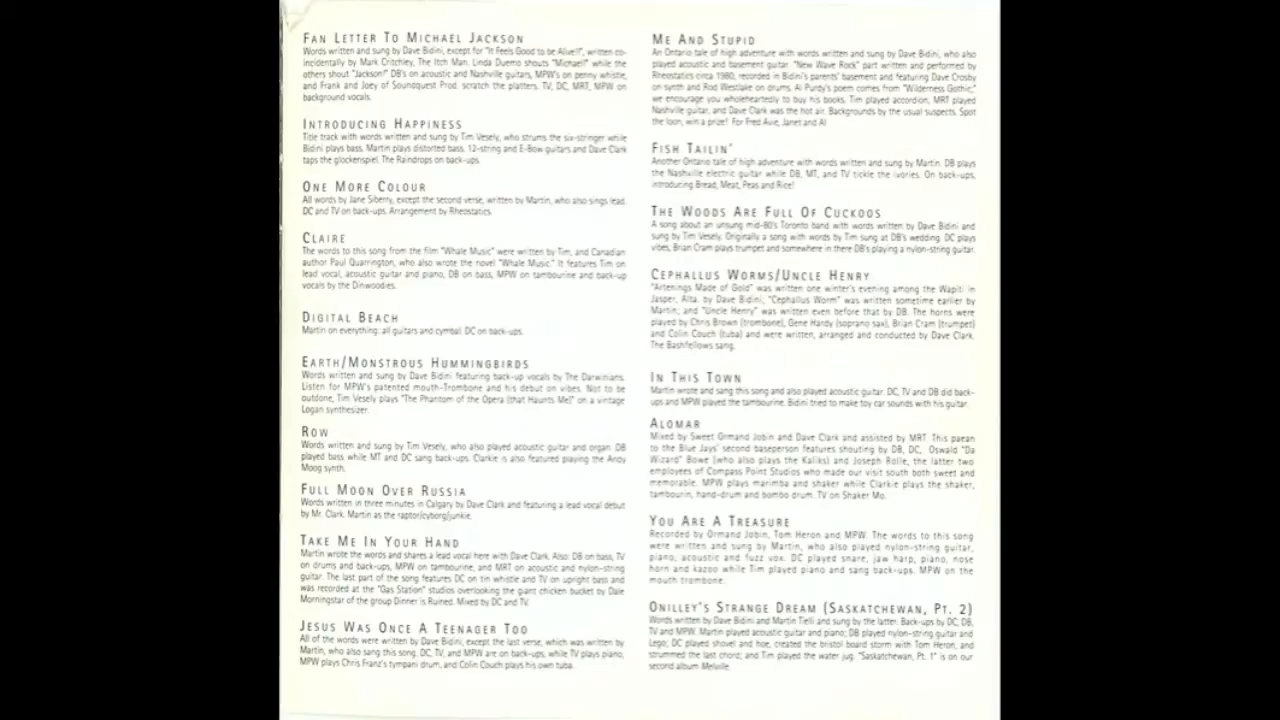 FAN LETTER TO MICHAEL JACKSON
Words written and sung by Dave Bidini, except for "It Feels Good to be Alive!!", written co-
incidentally by Mark Critchley, The Itch Man. Linda Duemo shouts "Michael!" while the
others shout "Jackson!" DB's on acoustic and Nashville guitars, MPW's on penny whistle,
and Frank and Joey of Soundquest Prod. scratch the platters. TV, DC, MRT, MPW on
background vocals.
INTRODUCING HAPPINESS
Title track with words written and sung by Tim Vesely, who strums the six-stringer while
Bidini plays bass. Martin plays distorted bass, 12-string and E-Bow guitars and Dave Clark
taps the glockenspiel. The Raindrops on back-ups.
ONE MORE COLOUR
All words by Jane Siberry, except the second verse, written by Martin, who also sings lead.
DC and TV on back-ups. Arrangement by Rheostatics.
CLAIRE
The words to this song from the film "Whale Music" were written by Tim, and Canadian
author Paul Quarrington, who also wrote the novel "Whale Music." It features Tim on
lead vocal, acoustic guitar and piano, DB on bass, MPW on tambourine and back-up
vocals by the Dinwoodies.
DIGITAL BEACH
Martin on everything: all guitars and cymbal. DC on back-ups.
EARTH/MONSTROUS HUMMINGBIRDS
Words written and sung by Dave Bidini featuring back-up vocals by The Darwinians.
Listen for MPW's patented mouth-Trombone and his debut on vibes. Not to be
outdone, Tim Vesely plays "The Phantom of the Opera (that Haunts Me)" on a vintage
Logan synthesizer.
ROW
Words written and sung by Tim Vesely, who also played acoustic guitar and organ. DB
played bass while MT and DC sang back-ups. Clarkie is also featured playing the Andy
Moog synth.
FULL MOON OVER RUSSIA
Words written in three minutes in Calgary by Dave Clark and featuring a lead vocal debut
by Mr. Clark. Martin as the raptor/cyborg/junkie.
TAKE ME IN YOUR HAND
Martin wrote the words and shares a lead vocal here with Dave Clark. Also: DB on bass, TV
on drums and back-ups, MPW on tambourine, and MRT on acoustic and nylon-string
guitar. The last part of the song features DC on tin whistle and TV on upright bass and
was recorded at the "Gas Station" studios overlooking the giant chicken bucket by Dale
Morningstar of the group Dinner is Ruined. Mixed by DC and TV.
JESUS WAS ONCE A TEENAGER TOO
All of the words were written by Dave Bidini, except the last verse, which was written by
Martin, who also sang this song. DC, TV, and MPW are on back-ups, while TV plays piano,
MPW plays Chris Franz's tympani drum, and Colin Couch plays his own tuba.
ME AND STUPID
An Ontario tale of high adventure with words written and sung by Dave Bidini, who also
played acoustic and basement guitar. "New Wave Rock" part written and performed by
Rheostatics circa 1980, recorded in Bidini's parents' basement and featuring Dave Crosby
on synth and Rod Westlake on drums. Al Purdy's poem comes from "Wilderness Gothic;"
we encourage you wholeheartedly to buy his books. Tim played accordion, MRT played
Nashville guitar, and Dave Clark was the hot air. Backgrounds by the usual suspects. Spot
the loon, win a prize! For Fred Avie, Janet and Al
FISH TAILIN'
Another Ontario tale of high adventure with words written and sung by Martin. DB plays
the Nashville electric guitar while DB, MT, and TV tickle the ivories. On back-ups,
introducing Bread, Meat, Peas and Rice!
THE WOODS ARE FULL OF CUCKOOS
A song about an unsung mid-80's Toronto band with words written by Dave Bidini and
sung by Tim Vesely. Originally a song with words by Tim sung at DB's wedding. DC plays
vibes, Brian Cram plays trumpet and somewhere in there DB's playing a nylon-string guitar.
CEPHALLUS WORMS/UNCLE HENRY
"Artenings Made of Gold" was written one winter's evening among the Wapiti in
Jasper, Alta. by Dave Bidini, "Cephallus Worm" was written sometime earlier by
Martin; and "Uncle Henry" was written even before that by DB. The horns were
played by Chris Brown (trombone), Gene Hardy (soprano sax), Brian Cram (trumpet)
and Colin Couch (tuba) and were written, arranged and conducted by Dave Clark.
The Bashfellows sang.
IN THIS TOWN
Martin wrote and sang this song and also played acoustic guitar. DC, TV and DB did back-
ups and MPW played the tambourine. Bidini tried to make toy car sounds with his guitar.
ALOMAR
Mixed by Sweet Ormand Jobin and Dave Clark and assisted by MRT. This paean
to the Blue Jays' second baseperson features shouting by DB, DC, Oswald "Da
Wizard" Bowe (who also plays the Kaliks) and Joseph Rolle, the latter two
employees of Compass Point Studios who made our visit south both sweet and
memorable. MPW plays marimba and shaker while Clarkie plays the shaker,
tambourin, hand-drum and bombo drum. TV on Shaker Mo.
YOU ARE A TREASURE
Recorded by Ormand Jobin, Tom Heron and MPW. The words to this song
were written and sung by Martin, who also played nylon-string guitar,
piano, acoustic and fuzz vox. DC played snare, jaw harp, piano, nose
horn and kazoo while Tim played piano and sang back-ups. MPW on the
mouth trombone.
ONILLEY'S STRANGE DREAM (SASKATCHEWAN, PT. 2)
Words written by Dave Bidini and Martin Tielli and sung by the latter. Back-ups by DC, DB,
TV and MPW. Martin played acoustic guitar and piano; DB played nylon-string guitar and
Lego; DC played shovel and hoe, created the bristol board storm with Tom Heron, and
strummed the last chord; and Tim played the water jug. "Saskatchewan, Pt. 1" is on our
second album Melville.